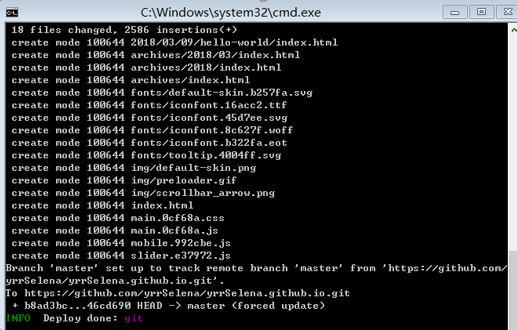 C:\Windows\system32\cmd.exe
18 files changed, 2586 insertions(+)
create mode 100644 2018/03/09/hello-world/index.html
create mode 100644 archives/2018/03/index.html
create mode 100644 archives/2018/index.html
create mode 100644 archives/index.html
create mode 100644 fonts/default-skin.b257fa.svg
create mode 100644 fonts/iconfont.16acc2.ttf
create mode 100644 fonts/iconfont.45d7ee.svg
create mode 100644 fonts/iconfont.8c627f.woff
create mode 100644 fonts/iconfont.b322fa.eot
create mode 100644 fonts/tooltip.4004ff.svg
create mode 100644 img/default-skin.png
create mode 100644 img/preloader.gif
create mode 100644 img/scrollbar_arrow.png
create mode 100644 index.html
create mode 100644 main.0cf68a.css
create mode 100644 main.0cf68a.js
create mode 100644 mobile.992cbe.js
create mode 100644 slider.e37972.js
Branch 'master' set up to track remote branch 'master' from 'https://github.com/
yrrSelena/yrrSelena.github.io.git'.
To https://github.com/yrrSelena/yrrSelena.github.io.git
+ b8ad3bc...46cd690 HEAD -> master (forced update)
INFO  Deploy done: git